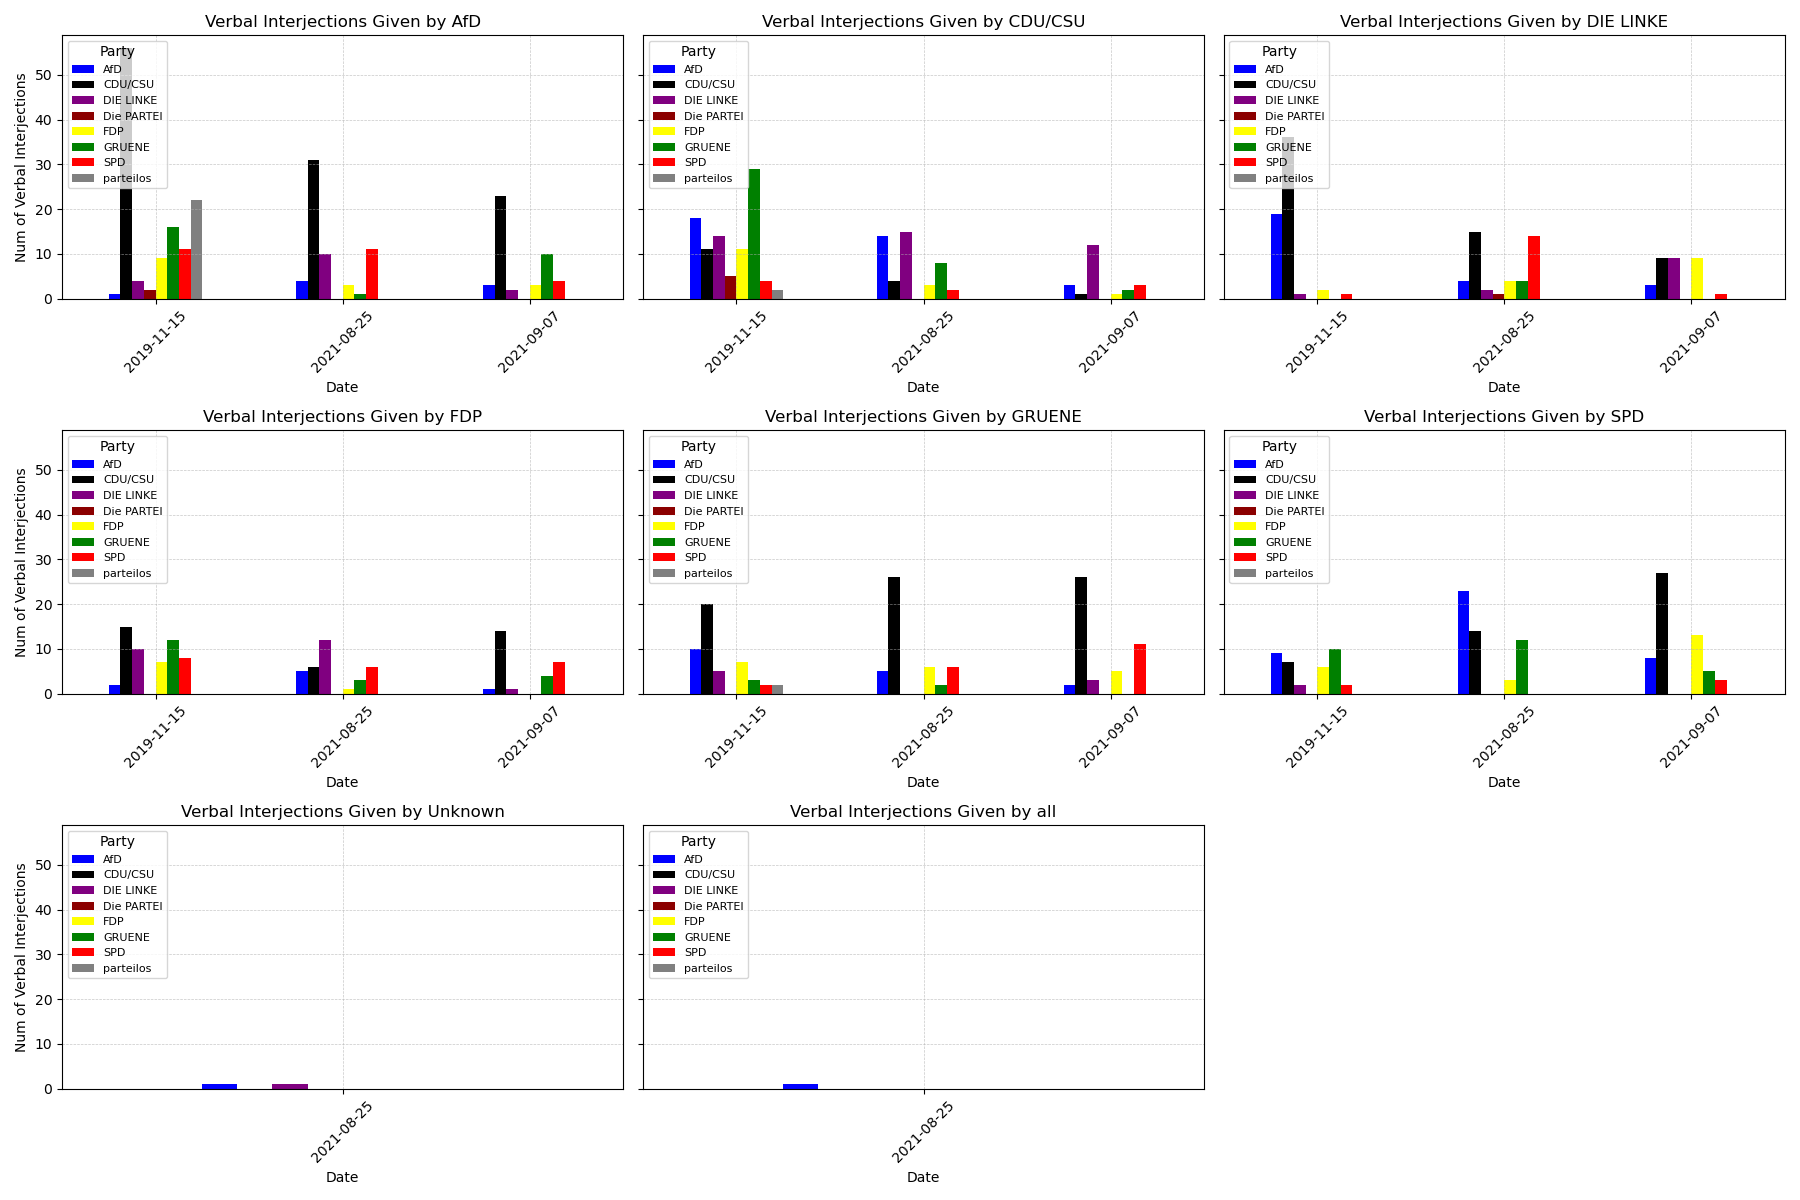 Verbal Interjections Given by AfD
Num of Verbal Interjections
50
40
30
20
10
0
Party
AfD
CDU/CSU
DIE LINKE
Die PARTEI
FDP
GRUENE
SPD
parteilos
2019-11-15
2021-08-25
2021-09-07
Date
Verbal Interjections Given by CDU/CSU
Party
AfD
CDU/CSU
DIE LINKE
Die PARTEI
FDP
GRUENE
SPD
parteilos
2019-11-15
2021-08-25
2021-09-07
Date
Verbal Interjections Given by DIE LINKE
Party
AfD
CDU/CSU
DIE LINKE
Die PARTEI
FDP
GRUENE
SPD
parteilos
2019-11-15
2021-08-25
2021-09-07
Date
Verbal Interjections Given by FDP
Num of Verbal Interjections
50
40
30
20
10
0
Party
AfD
CDU/CSU
DIE LINKE
Die PARTEI
FDP
GRUENE
SPD
parteilos
2019-11-15
2021-08-25
2021-09-07
Date
Verbal Interjections Given by GRUENE
Party
AfD
CDU/CSU
DIE LINKE
Die PARTEI
FDP
GRUENE
SPD
parteilos
2019-11-15
2021-08-25
2021-09-07
Date
Verbal Interjections Given by SPD
Party
AfD
CDU/CSU
DIE LINKE
Die PARTEI
FDP
GRUENE
SPD
parteilos
2019-11-15
2021-08-25
2021-09-07
Date
Verbal Interjections Given by Unknown
Num of Verbal Interjections
50
40
30
20
10
0
Party
AfD
CDU/CSU
DIE LINKE
Die PARTEI
FDP
GRUENE
SPD
parteilos
2021-08-25
Date
Verbal Interjections Given by all
Party
AfD
CDU/CSU
DIE LINKE
Die PARTEI
FDP
GRUENE
SPD
parteilos
2021-08-25
Date